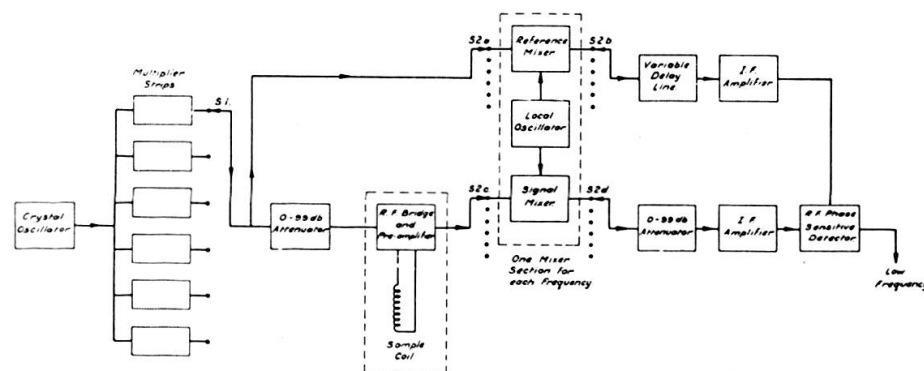 Multiplier
Strips
S1.
S2a
Reference
Mixer
S2b
Variable
Delay
Line
I.F.
Amplifier
Local
Oscillator
Crystal
Oscillator
0-99db
Attenuator
R.F. Bridge
and
Pre-amplifier
S2c
Signal
Mixer
S2d
0-99db
Attenuator
I.F.
Amplifier
R.F. Phase
Sensitive
Detector
One Mixer
Section for
each Frequency
Low
Frequency
Sample
Coil